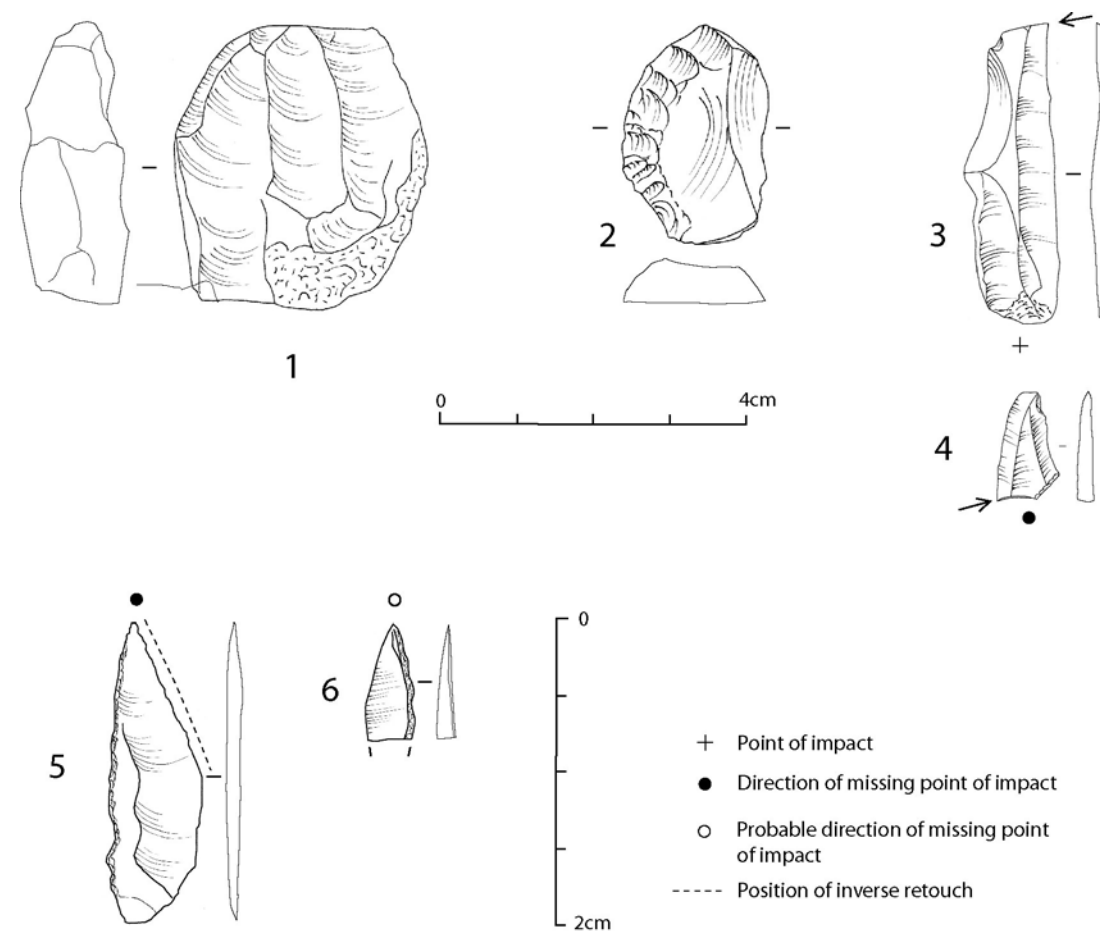 1
2
3
0 4cm
4
5
6
0
2cm
+ Point of impact
● Direction of missing point of impact
○ Probable direction of missing point
of impact
----- Position of inverse retouch